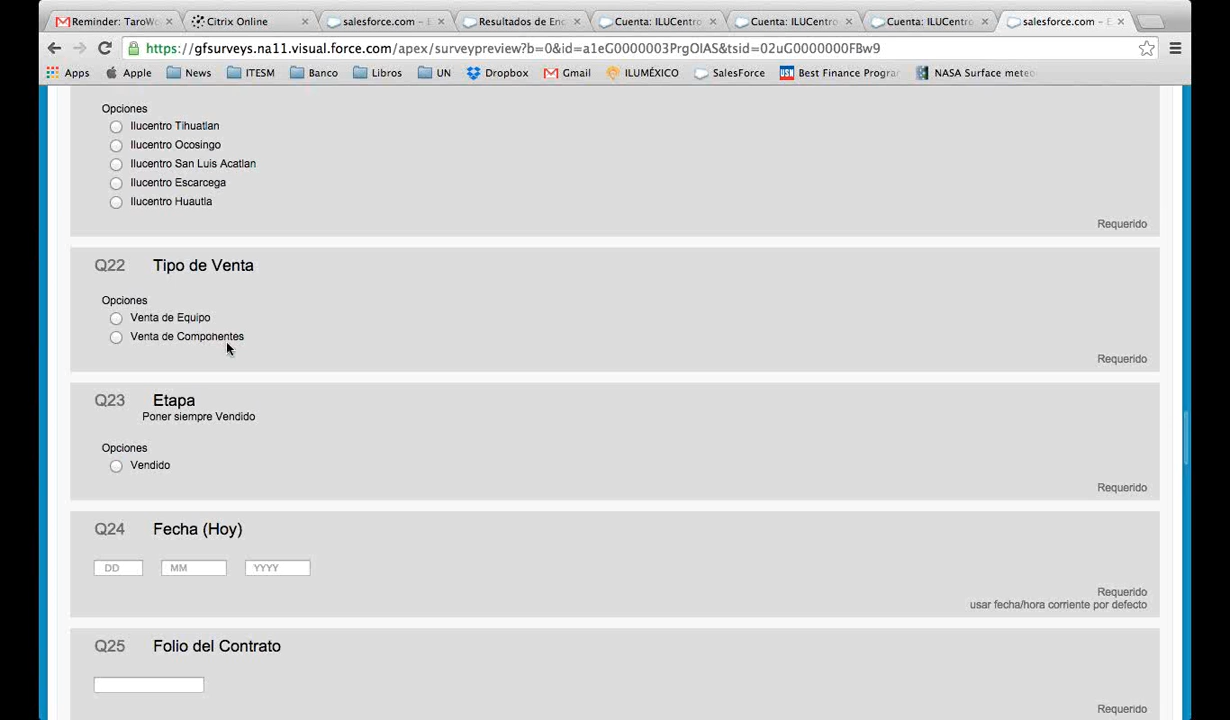 Reminder: TaroWo
Citrix Online
salesforce.com – E
Resultados de Enc
Cuenta: ILUCentro
Cuenta: ILUCentro
Cuenta: ILUCentro
salesforce.com – E
https://gfsurveys.na11.visual.force.com/apex/surveypreview?b=0&id=a1eG0000003PrgOIAS&tsid=02uG0000000FBw9
Apps
Apple
News
ITESM
Banco
Libros
UN
Dropbox
Gmail
ILUMÉXICO
SalesForce
Best Finance Progra
NASA Surface meteo
Opciones
Ilucentro Tihuatlan
Ilucentro Ocosingo
Ilucentro San Luis Acatlan
Ilucentro Escarcega
Ilucentro Huautla
Requerido
Q22 Tipo de Venta
Opciones
Venta de Equipo
Venta de Componentes
Requerido
Q23 Etapa
Poner siempre Vendido
Opciones
Vendido
Requerido
Q24 Fecha (Hoy)
DD MM YYYY
Requerido
usar fecha/hora corriente por defecto
Q25 Folio del Contrato
Requerido